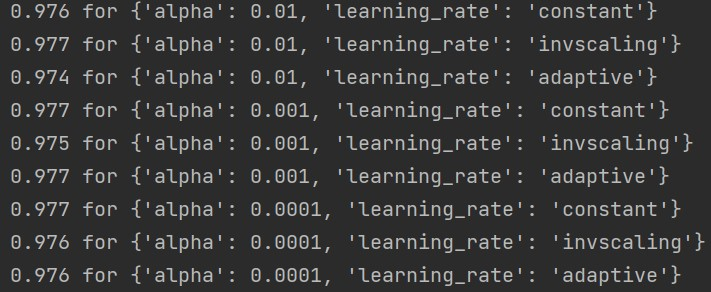 0.976 for {'alpha': 0.01, 'learning_rate': 'constant'}
0.977 for {'alpha': 0.01, 'learning_rate': 'invscaling'}
0.974 for {'alpha': 0.01, 'learning_rate': 'adaptive'}
0.977 for {'alpha': 0.001, 'learning_rate': 'constant'}
0.975 for {'alpha': 0.001, 'learning_rate': 'invscaling'}
0.977 for {'alpha': 0.001, 'learning_rate': 'adaptive'}
0.977 for {'alpha': 0.0001, 'learning_rate': 'constant'}
0.976 for {'alpha': 0.0001, 'learning_rate': 'invscaling'}
0.976 for {'alpha': 0.0001, 'learning_rate': 'adaptive'}